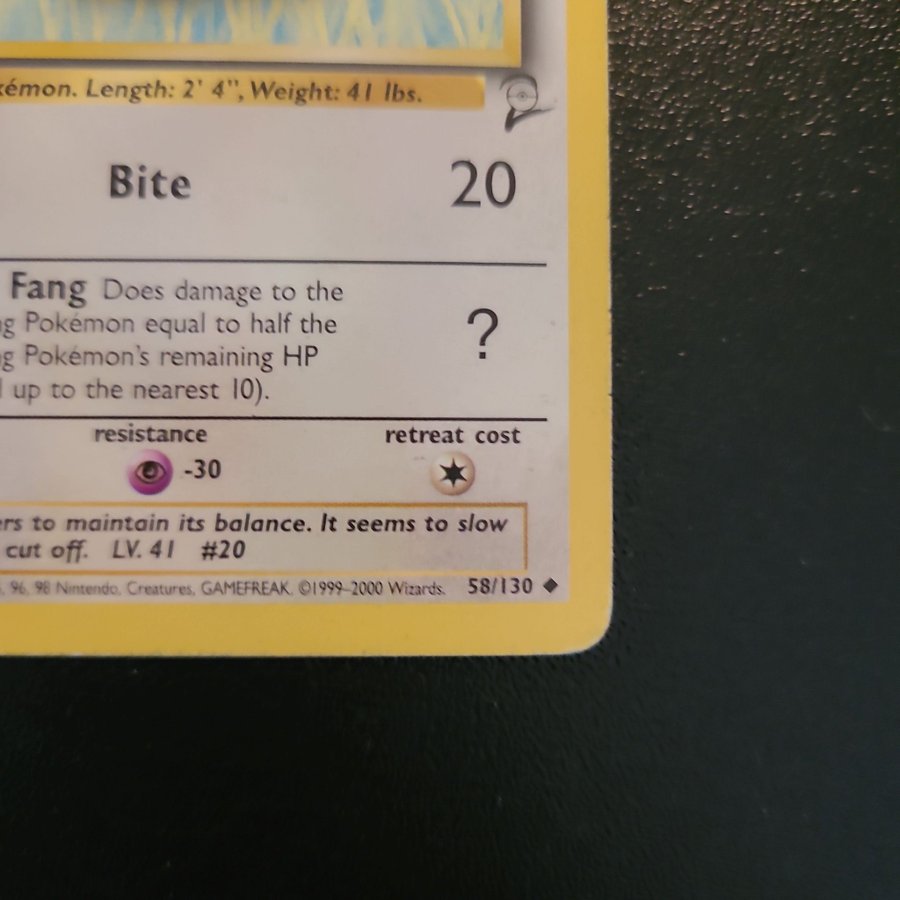 kémon. Length: 2' 4", Weight: 41 lbs.
Bite 20
Fang Does damage to the
g Pokémon equal to half the
g Pokémon's remaining HP
up to the nearest 10).
?
resistance retreat cost
-30
ers to maintain its balance. It seems to slow
cut off. LV. 41 #20
, 96, 98 Nintendo, Creatures, GAMEFREAK. ©1999–2000 Wizards. 58/130